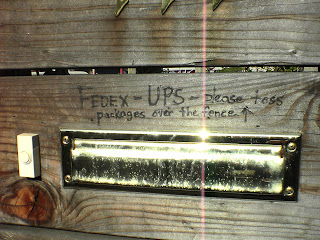 FEDEX - UPS - please toss
packages over the fence ↑